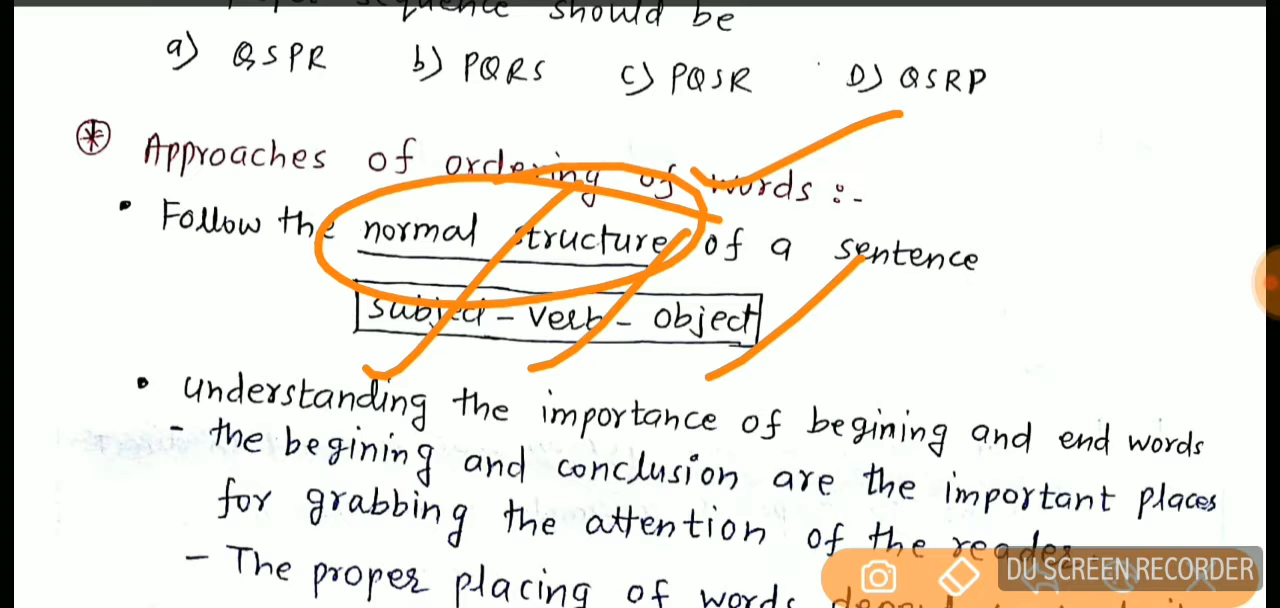 sequence should be
a) QSPR b) PQRS c) PQSR D) QSRP
* Approaches of ordering of words :-
• Follow the normal structure of a sentence
Subject - Verb - Object
• Understanding the importance of begining and end words
- the begining and conclusion are the important places
for grabbing the attention of the reader
- The proper placing of words
DU SCREEN RECORDER